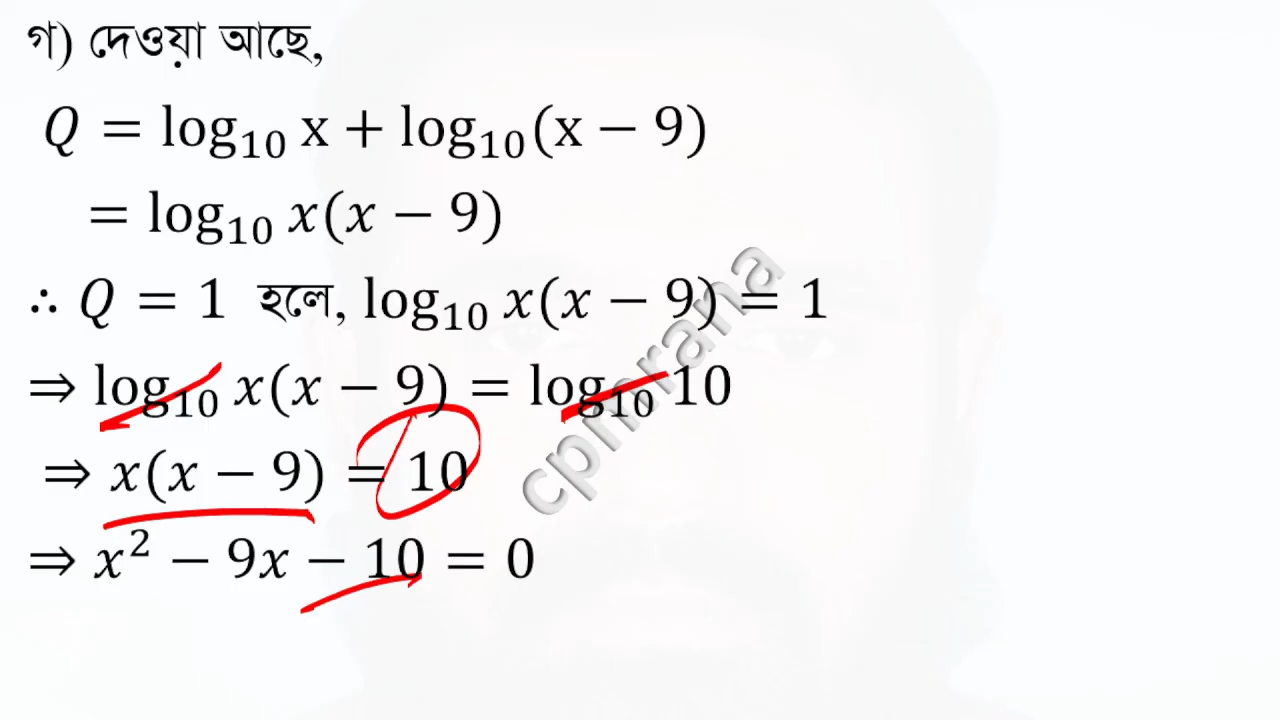 গ) দেওয়া আছে,
Q = log₁₀ x + log₁₀(x − 9)
= log₁₀ x(x − 9)
∴ Q = 1 হলে, log₁₀ x(x − 9) = 1
⇒ log₁₀ x(x − 9) = log₁₀ 10
⇒ x(x − 9) = 10
⇒ x² − 9x − 10 = 0
cpmrana